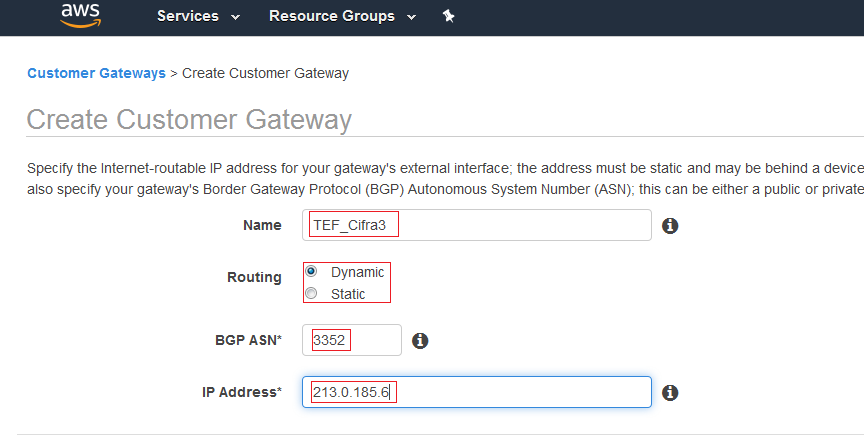 aws
Services
Resource Groups
Customer Gateways > Create Customer Gateway
Create Customer Gateway
Specify the Internet-routable IP address for your gateway's external interface; the address must be static and may be behind a device
also specify your gateway's Border Gateway Protocol (BGP) Autonomous System Number (ASN); this can be either a public or private
Name TEF_Cifra3
Routing
Dynamic
Static
BGP ASN* 3352
IP Address* 213.0.185.6